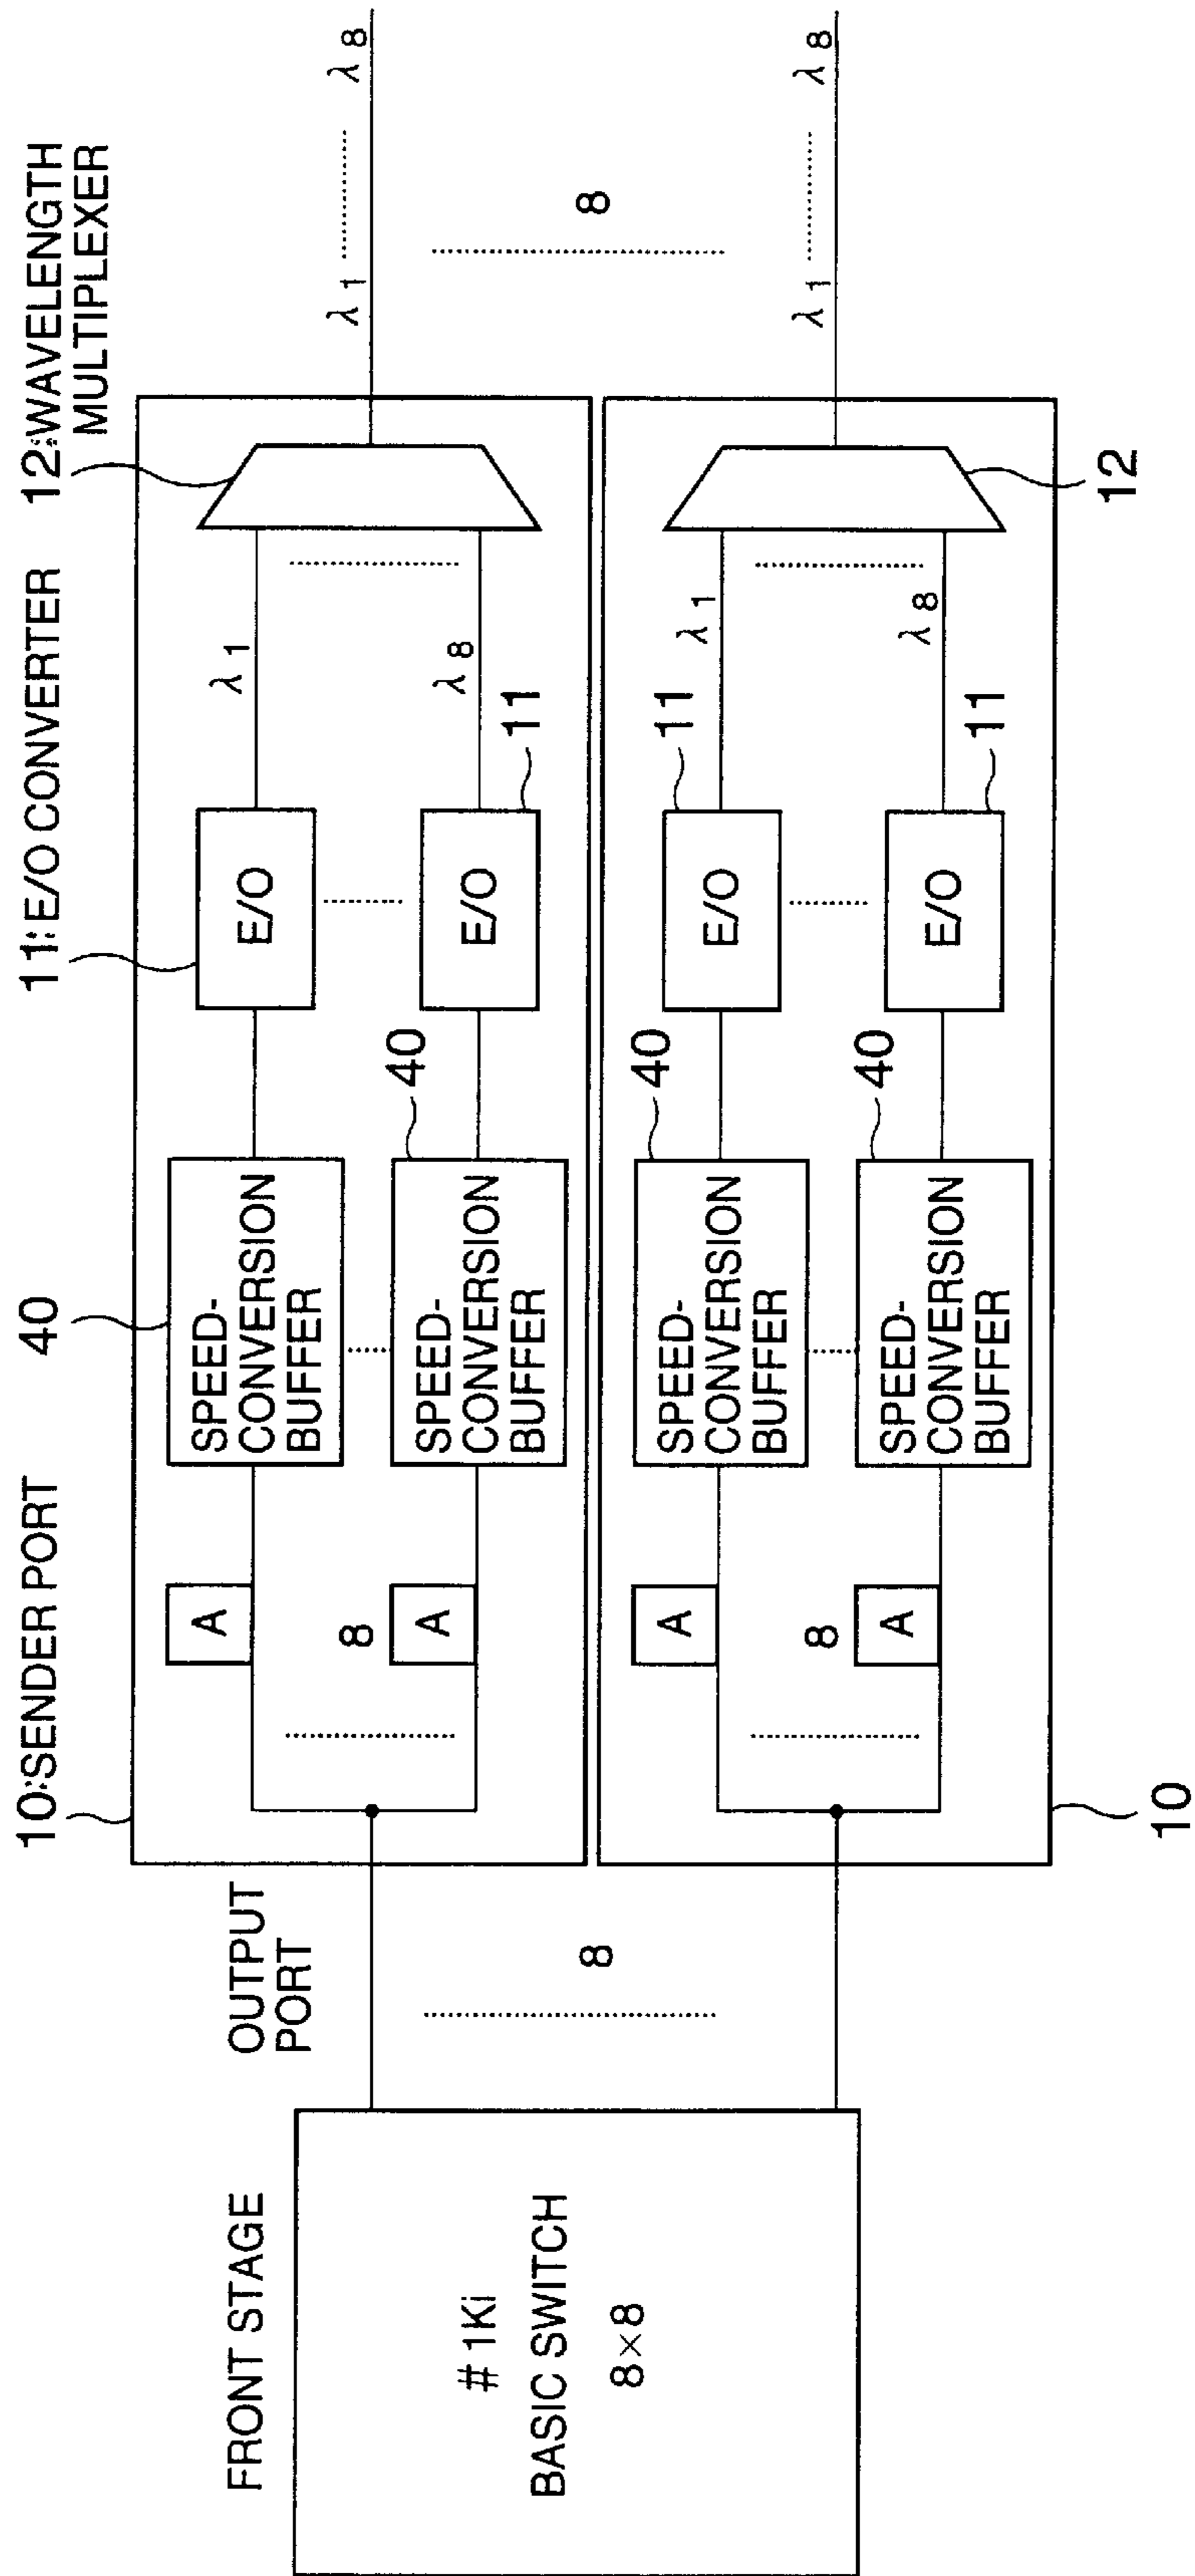 FRONT STAGE
# 1Ki
BASIC SWITCH
8×8
OUTPUT
PORT
8
10:SENDER PORT
40
11:E/O CONVERTER
12:WAVELENGTH
MULTIPLEXER
A
8
A
SPEED-
CONVERSION
BUFFER
40
SPEED-
CONVERSION
BUFFER
E/O
E/O
11
λ1
λ8
λ1
λ8
8
A
8
A
40
SPEED-
CONVERSION
BUFFER
40
SPEED-
CONVERSION
BUFFER
11
E/O
E/O
11
λ1
λ8
λ1
λ8
10
12